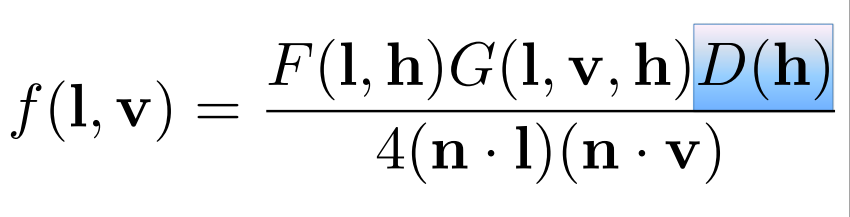 f(l, v) = F(l, h)G(l, v, h)D(h)
4(n · l)(n · v)